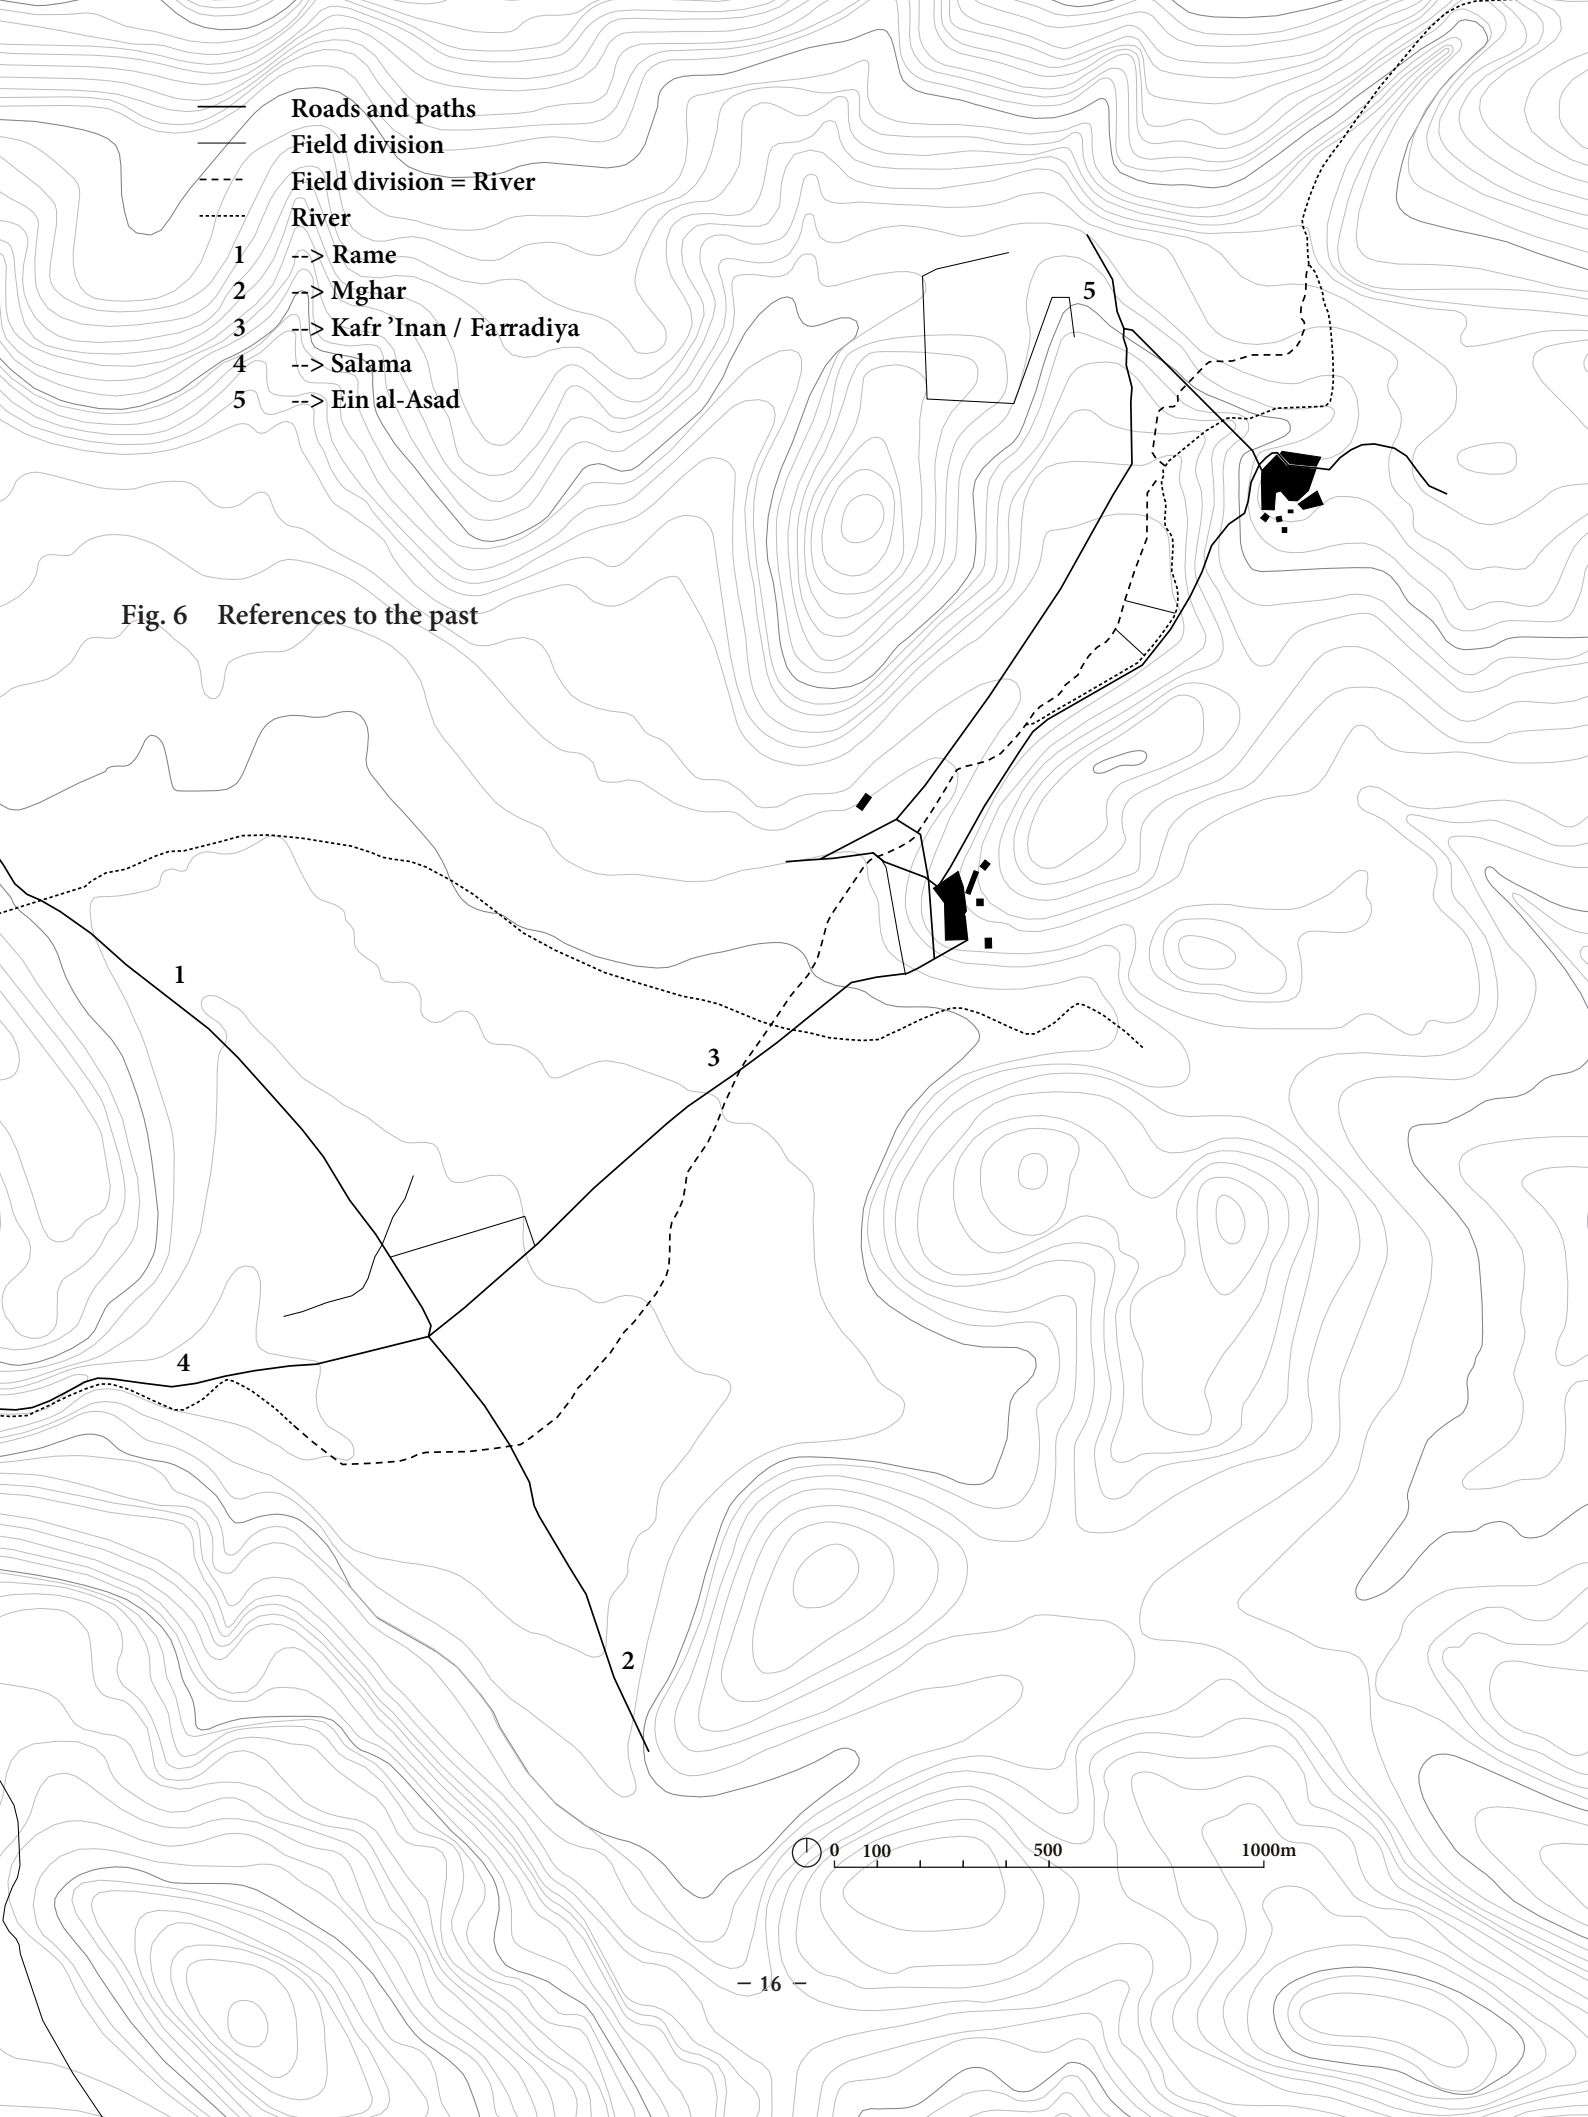 Roads and paths
Field division
Field division = River
River
1 --> Rame
2 --> Mghar
3 --> Kafr ’Inan / Farradiya
4 --> Salama
5 --> Ein al-Asad
5
Fig. 6 References to the past
1
3
4
2
0 100 500 1000m
– 16 –